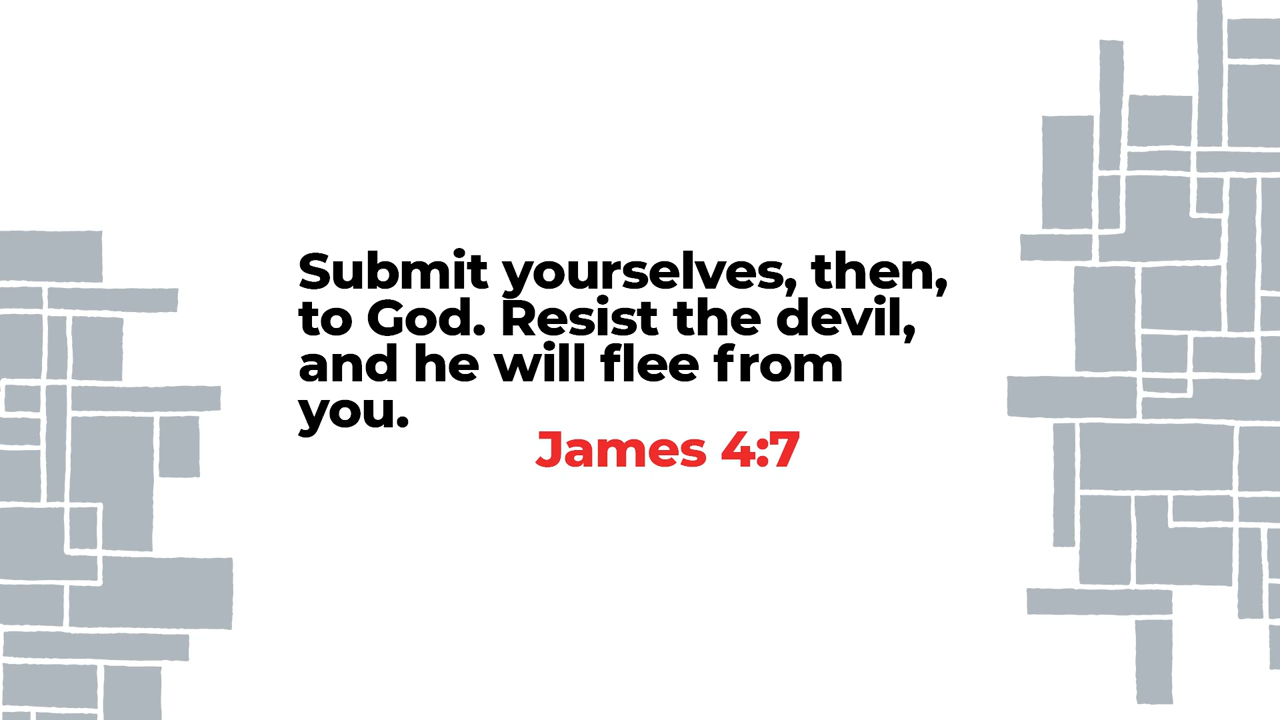 Submit yourselves, then,
to God. Resist the devil,
and he will flee from
you.
James 4:7